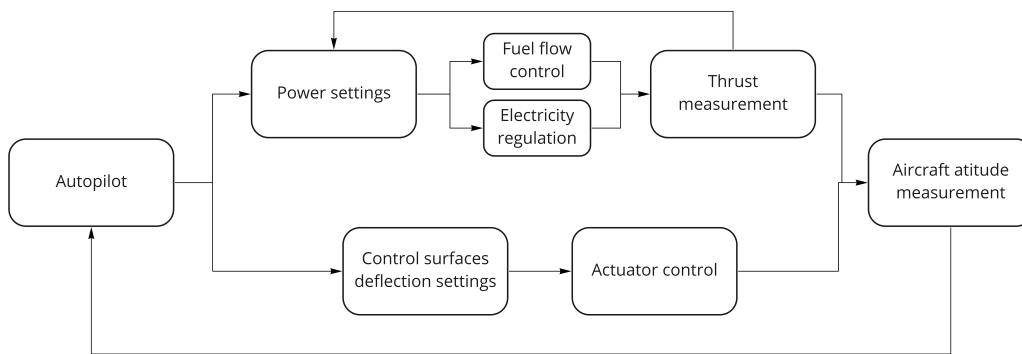 Fuel flow
control
Power settings
Thrust
measurement
Electricity
regulation
Autopilot
Aircraft atitude
measurement
Control surfaces
deflection settings
Actuator control